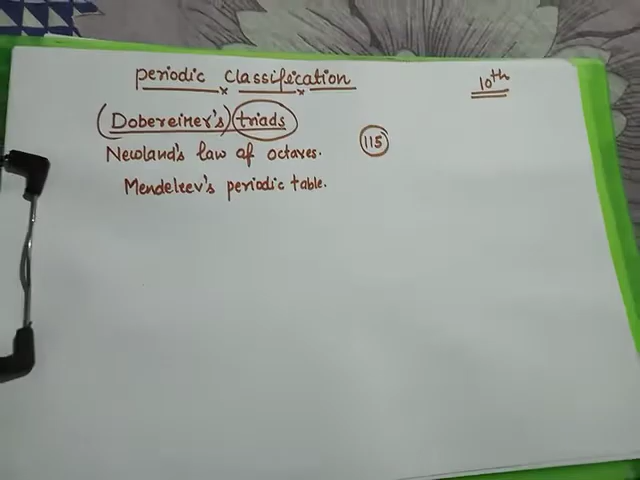 periodic classification
10th
(Dobereiner's) triads
Newland's law of octaves.
115
Mendeleev's periodic table.